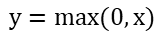 y = max(0, x)